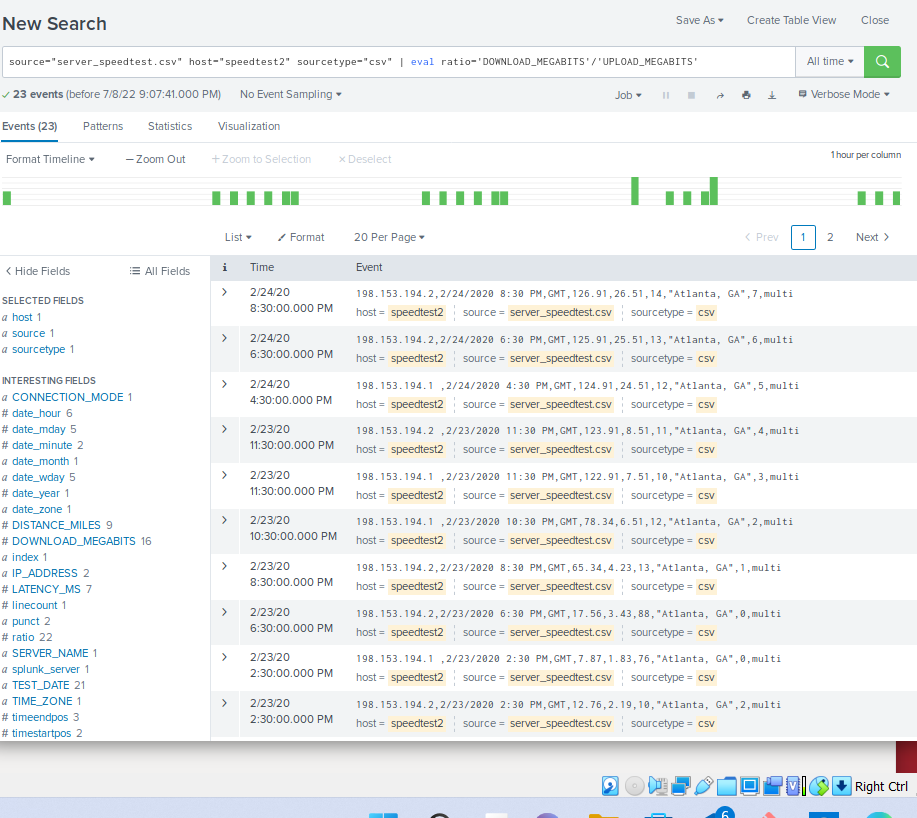 New Search
Save As ▾ Create Table View Close
source="server_speedtest.csv" host="speedtest2" sourcetype="csv" | eval ratio='DOWNLOAD_MEGABITS'/'UPLOAD_MEGABITS'
All time ▾
✓ 23 events (before 7/8/22 9:07:41.000 PM) No Event Sampling ▾
Job ▾ Verbose Mode ▾
Events (23) Patterns Statistics Visualization
Format Timeline ▾ — Zoom Out + Zoom to Selection × Deselect
1 hour per column
List ▾ Format 20 Per Page ▾
< Prev 1 2 Next >
< Hide Fields All Fields
SELECTED FIELDS
a host 1
a source 1
a sourcetype 1
INTERESTING FIELDS
a CONNECTION_MODE 1
# date_hour 6
# date_mday 5
# date_minute 2
a date_month 1
a date_wday 5
# date_year 1
a date_zone 1
# DISTANCE_MILES 9
# DOWNLOAD_MEGABITS 16
a index 1
a IP_ADDRESS 2
# LATENCY_MS 7
# linecount 1
a punct 2
# ratio 22
a SERVER_NAME 1
a splunk_server 1
a TEST_DATE 21
a TIME_ZONE 1
# timeendpos 3
# timestartpos 2
i Time Event
2/24/20
8:30:00.000 PM
198.153.194.2,2/24/2020 8:30 PM,GMT,126.91,26.51,14,"Atlanta, GA",7,multi
host = speedtest2 source = server_speedtest.csv sourcetype = csv
2/24/20
6:30:00.000 PM
198.153.194.2,2/24/2020 6:30 PM,GMT,125.91,25.51,13,"Atlanta, GA",6,multi
host = speedtest2 source = server_speedtest.csv sourcetype = csv
2/24/20
4:30:00.000 PM
198.153.194.1 ,2/24/2020 4:30 PM,GMT,124.91,24.51,12,"Atlanta, GA",5,multi
host = speedtest2 source = server_speedtest.csv sourcetype = csv
2/23/20
11:30:00.000 PM
198.153.194.2 ,2/23/2020 11:30 PM,GMT,123.91,8.51,11,"Atlanta, GA",4,multi
host = speedtest2 source = server_speedtest.csv sourcetype = csv
2/23/20
11:30:00.000 PM
198.153.194.1 ,2/23/2020 11:30 PM,GMT,122.91,7.51,10,"Atlanta, GA",3,multi
host = speedtest2 source = server_speedtest.csv sourcetype = csv
2/23/20
10:30:00.000 PM
198.153.194.1 ,2/23/2020 10:30 PM,GMT,78.34,6.51,12,"Atlanta, GA",2,multi
host = speedtest2 source = server_speedtest.csv sourcetype = csv
2/23/20
8:30:00.000 PM
198.153.194.2,2/23/2020 8:30 PM,GMT,65.34,4.23,13,"Atlanta, GA",1,multi
host = speedtest2 source = server_speedtest.csv sourcetype = csv
2/23/20
6:30:00.000 PM
198.153.194.2,2/23/2020 6:30 PM,GMT,17.56,3.43,88,"Atlanta, GA",0,multi
host = speedtest2 source = server_speedtest.csv sourcetype = csv
2/23/20
2:30:00.000 PM
198.153.194.1 ,2/23/2020 2:30 PM,GMT,7.87,1.83,76,"Atlanta, GA",0,multi
host = speedtest2 source = server_speedtest.csv sourcetype = csv
2/23/20
2:30:00.000 PM
198.153.194.2,2/23/2020 2:30 PM,GMT,12.76,2.19,10,"Atlanta, GA",2,multi
host = speedtest2 source = server_speedtest.csv sourcetype = csv
Right Ctrl
6